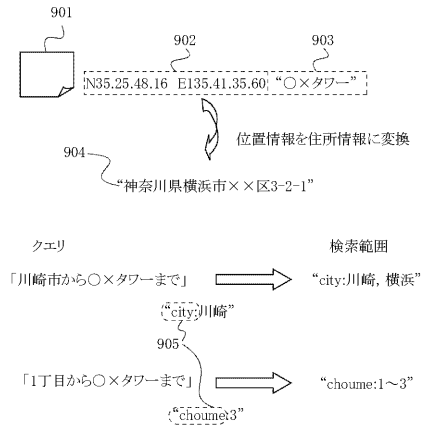 901
902
903
N35.25.48.16 E135.41.35.60 “○×タワー”
位置情報を住所情報に変換
904
“神奈川県横浜市××区3-2-1”
クエリ 検索範囲
「川崎市から○×タワーまで」 “city:川崎, 横浜”
“city:川崎”
905
「1丁目から○×タワーまで」 “choume:1～3”
“choume:3”